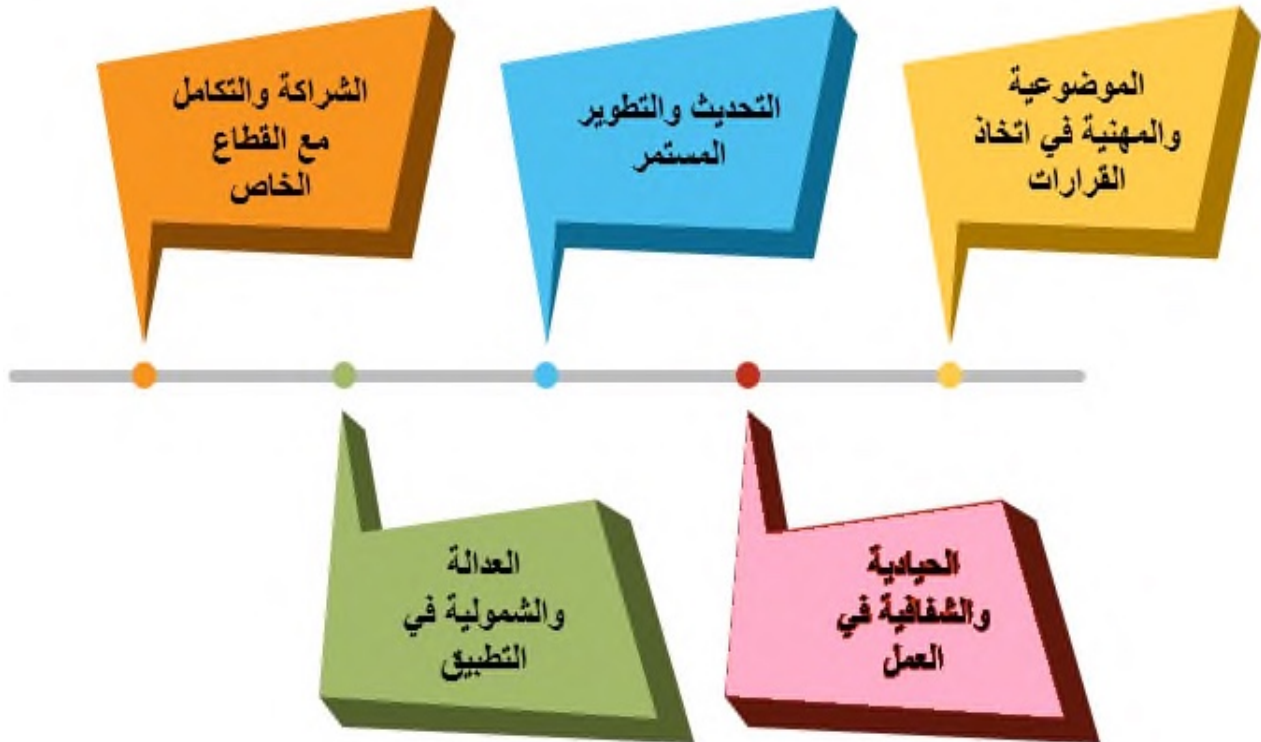 الموضوعية
والمهنية في اتخاذ
القرارات
التحديث والتطوير
المستمر
الشراكة والتكامل
مع القطاع
الخاص
الحيادية
والشفافية في
العمل
العدالة
والشمولية في
التطبيق